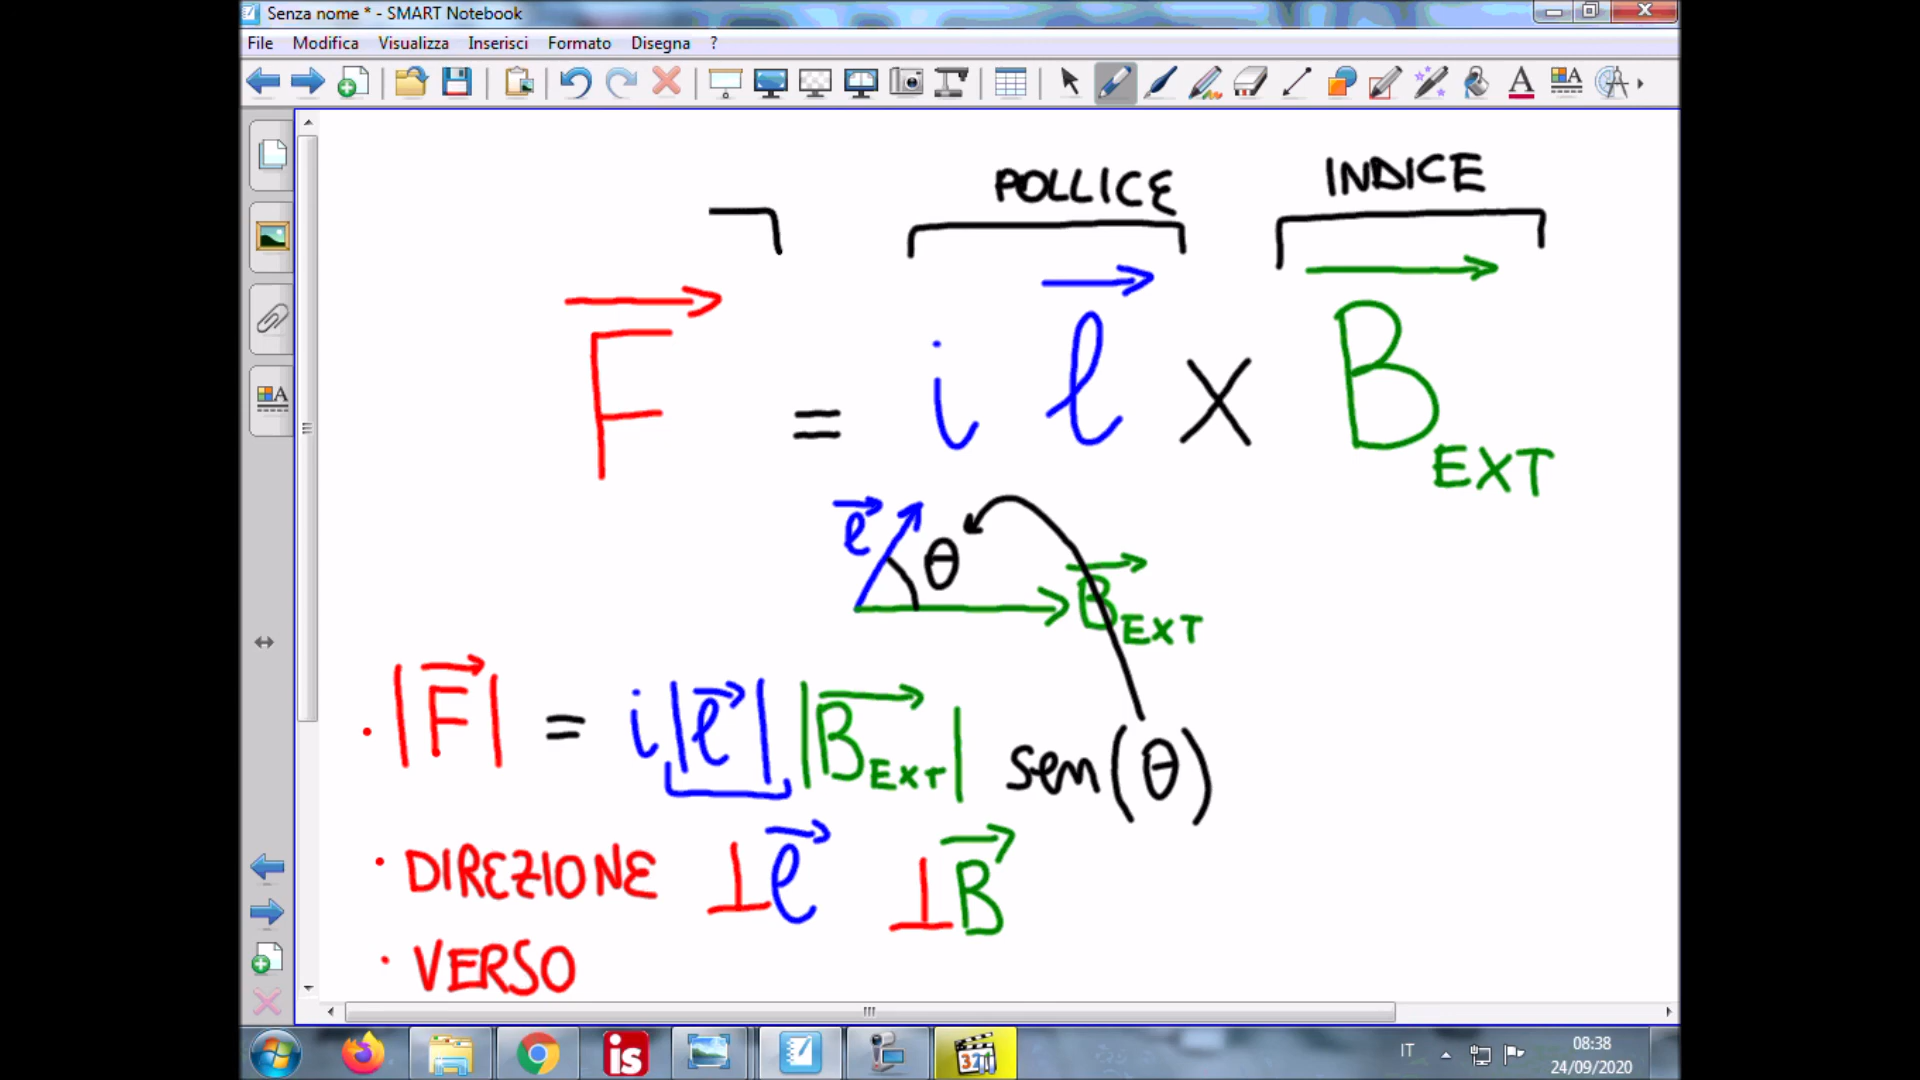 Senza nome * - SMART Notebook
File Modifica Visualizza Inserisci Formato Disegna ?
POLLICE INDICE
F = i ℓ X B EXT
ℓ θ B EXT
· |F| = i |ℓ| |B EXT| sen(θ)
· DIREZIONE ⊥ ℓ ⊥ B
· VERSO
IT 08:38
24/09/2020